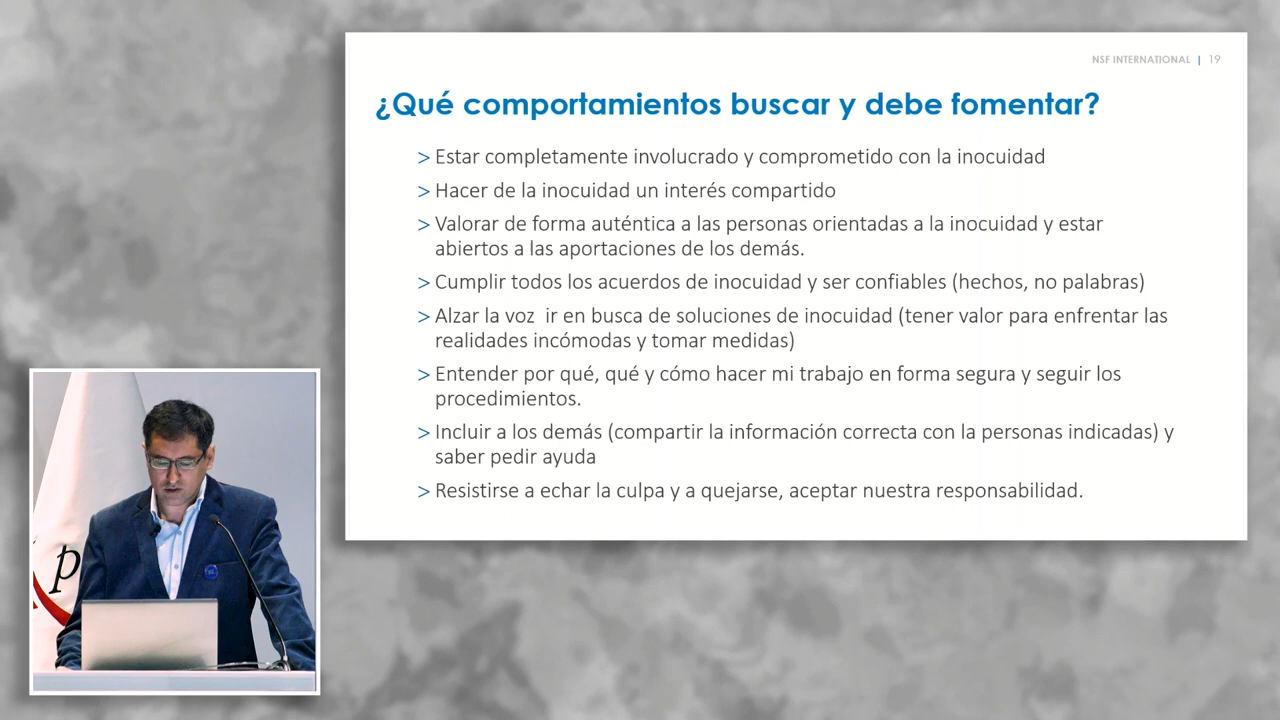 NSF INTERNATIONAL | 19
¿Qué comportamientos buscar y debe fomentar?
> Estar completamente involucrado y comprometido con la inocuidad
> Hacer de la inocuidad un interés compartido
> Valorar de forma auténtica a las personas orientadas a la inocuidad y estar
abiertos a las aportaciones de los demás.
> Cumplir todos los acuerdos de inocuidad y ser confiables (hechos, no palabras)
> Alzar la voz  ir en busca de soluciones de inocuidad (tener valor para enfrentar las
realidades incómodas y tomar medidas)
> Entender por qué, qué y cómo hacer mi trabajo en forma segura y seguir los
procedimientos.
> Incluir a los demás (compartir la información correcta con la personas indicadas) y
saber pedir ayuda
> Resistirse a echar la culpa y a quejarse, aceptar nuestra responsabilidad.
p